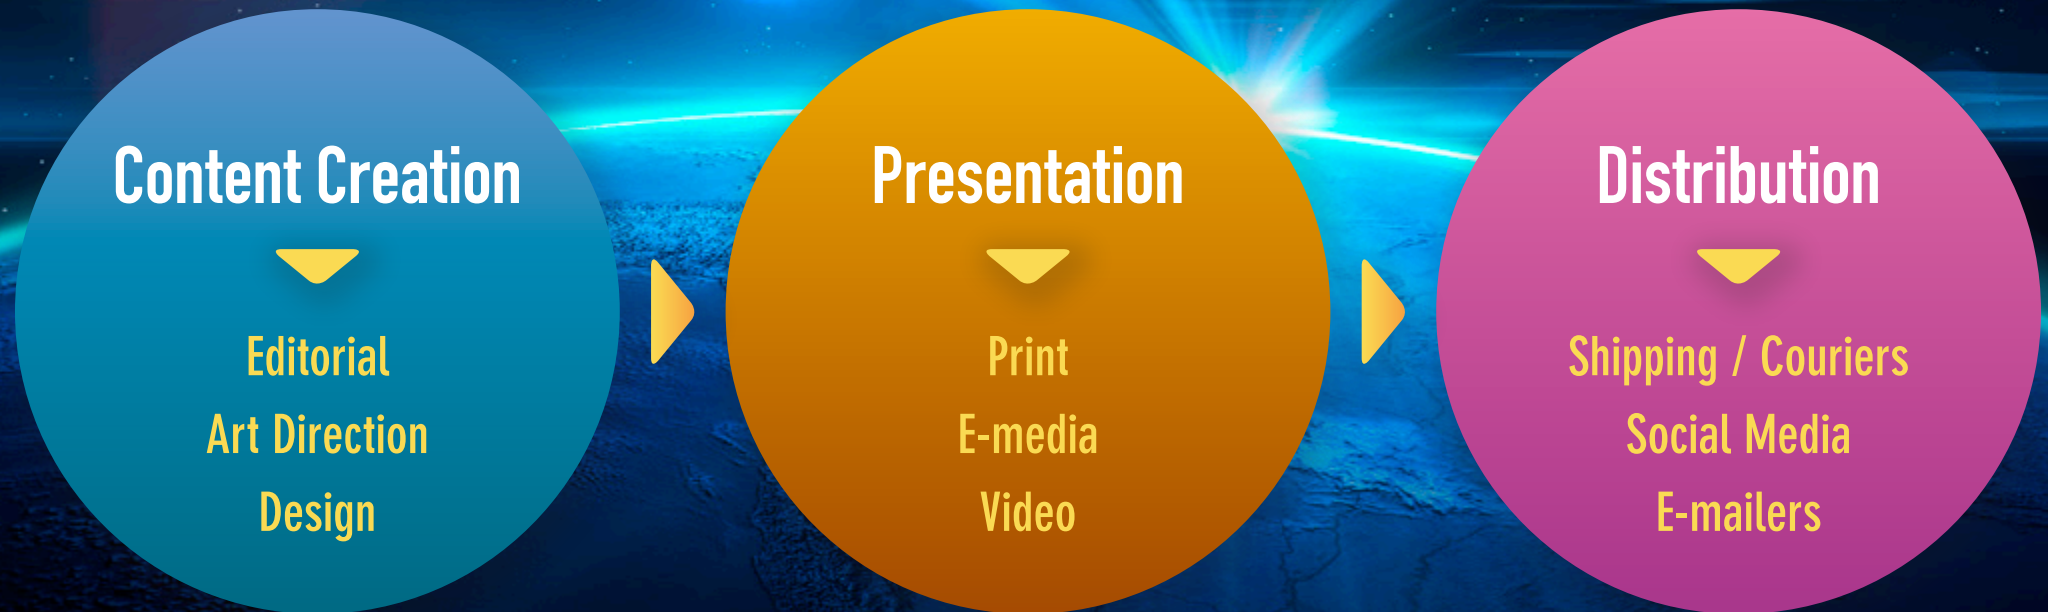 Content Creation
Editorial
Art Direction
Design
Presentation
Print
E-media
Video
Distribution
Shipping / Couriers
Social Media
E-mailers